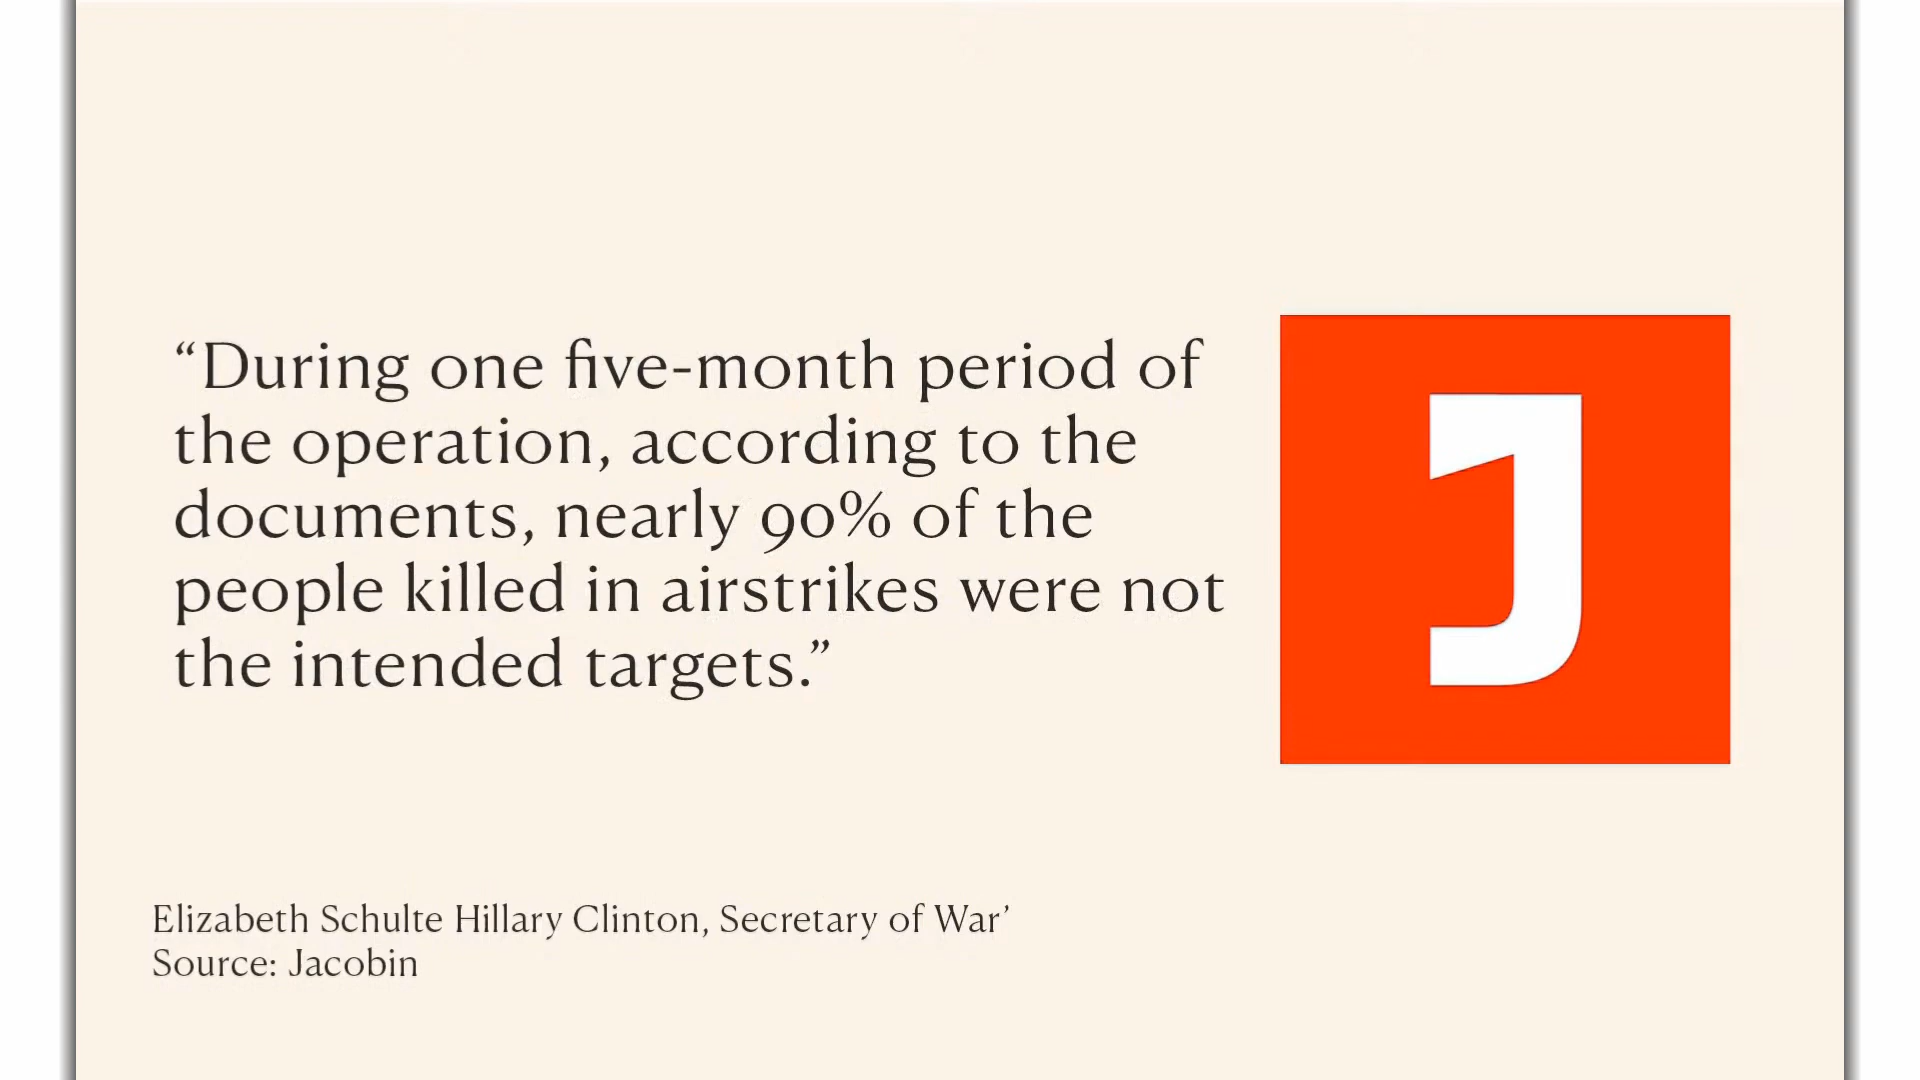 “During one five-month period of
the operation, according to the
documents, nearly 90% of the
people killed in airstrikes were not
the intended targets.”
J
Elizabeth Schulte Hillary Clinton, Secretary of War’
Source: Jacobin